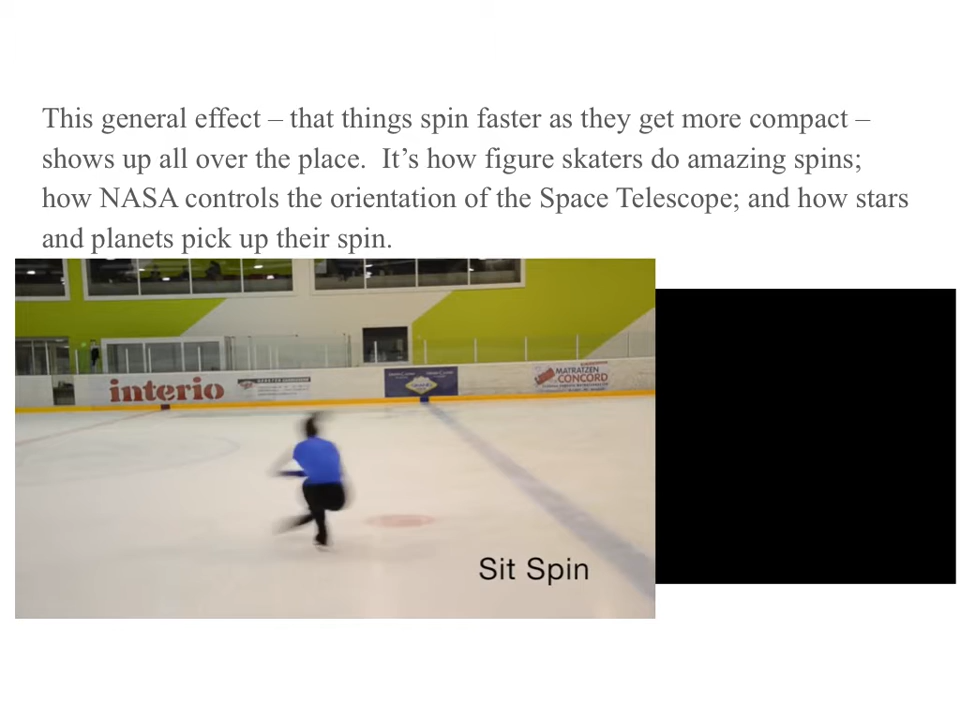 This general effect – that things spin faster as they get more compact –
shows up all over the place.  It’s how figure skaters do amazing spins;
how NASA controls the orientation of the Space Telescope; and how stars
and planets pick up their spin.
interio
MATRATZEN
CONCORD
Sit Spin